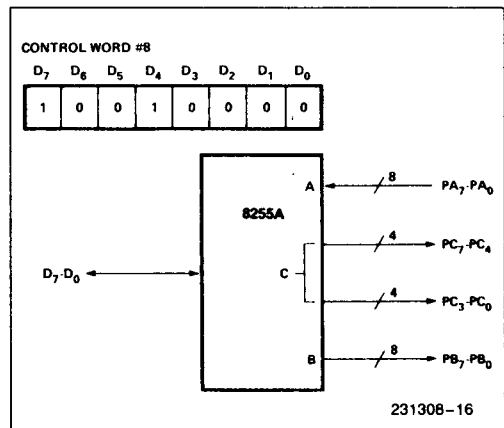 CONTROL WORD #8
D7 D6 D5 D4 D3 D2 D1 D0
1 0 0 1 0 0 0 0
8255A
A
8
PA7-PA0
4
PC7-PC4
C
D7-D0
4
PC3-PC0
B
8
PB7-PB0
231308-16